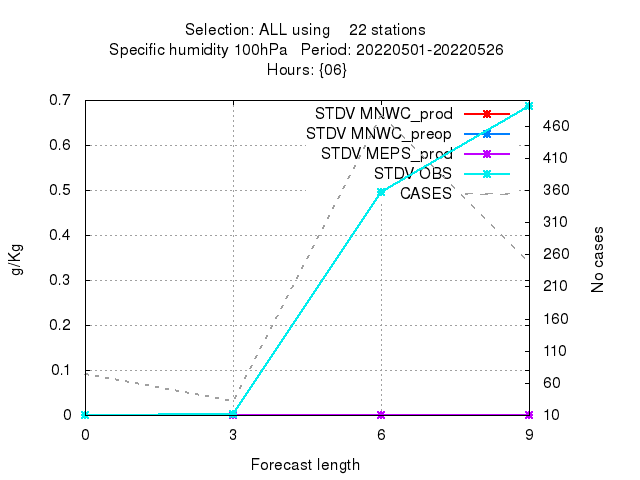 Selection: ALL using    22 stations
Specific humidity 100hPa   Period: 20220501-20220526
Hours: {06}
0.7
0.6
0.5
0.4
0.3
0.2
0.1
0
g/Kg
STDV MNWC_prod
STDV MNWC_preop
STDV MEPS_prod
STDV OBS
CASES
460
410
360
310
260
210
160
110
60
10
No cases
0 3 6 9
Forecast length